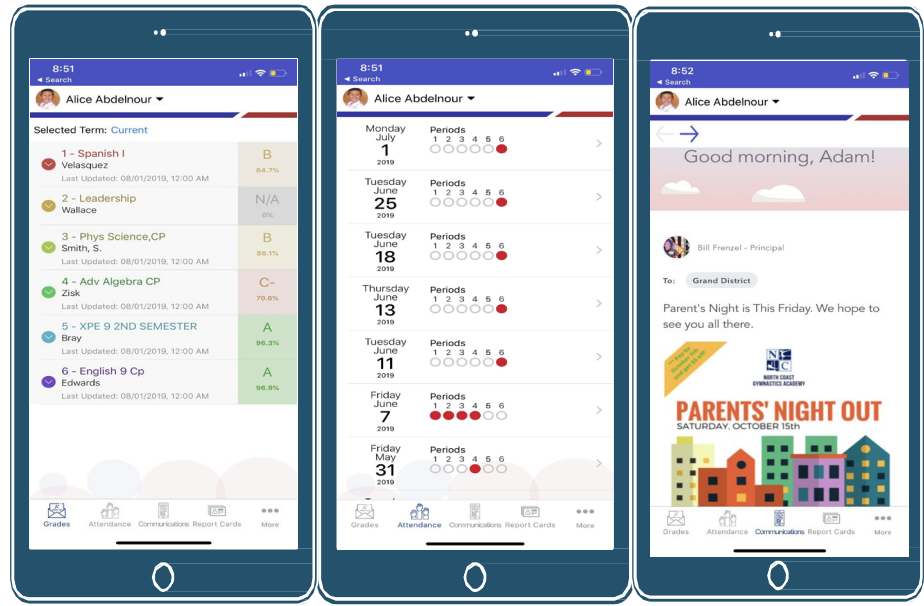 8:51
◂ Search
Alice Abdelnour
Selected Term: Current
1 - Spanish I
Velasquez
Last Updated: 08/01/2019, 12:00 AM
B
84.7%
2 - Leadership
Wallace
N/A
0%
3 - Phys Science,CP
Smith, S.
Last Updated: 08/01/2019, 12:00 AM
B
86.1%
4 - Adv Algebra CP
Zisk
Last Updated: 08/01/2019, 12:00 AM
C-
70.6%
5 - XPE 9 2ND SEMESTER
Bray
Last Updated: 08/01/2019, 12:00 AM
A
96.3%
6 - English 9 Cp
Edwards
Last Updated: 08/01/2019, 12:00 AM
A
96.9%
Grades Attendance Communications Report Cards More
8:51
◂ Search
Alice Abdelnour
Monday
July
1
2019
Periods
1 2 3 4 5 6
Tuesday
June
25
2019
Periods
1 2 3 4 5 6
Tuesday
June
18
2019
Periods
1 2 3 4 5 6
Thursday
June
13
2019
Periods
1 2 3 4 5 6
Tuesday
June
11
2019
Periods
1 2 3 4 5 6
Friday
June
7
2019
Periods
1 2 3 4 5 6
Friday
May
31
2019
Periods
1 2 3 4 5 6
Grades Attendance Communications Report Cards More
8:52
◂ Search
Alice Abdelnour
Good morning, Adam!
Bill Frenzel - Principal
To: Grand District
Parent's Night is This Friday. We hope to
see you all there.
NORTH COAST
GYMNASTICS ACADEMY
PARENTS' NIGHT OUT
SATURDAY, OCTOBER 15th
Grades Attendance Communications Report Cards More